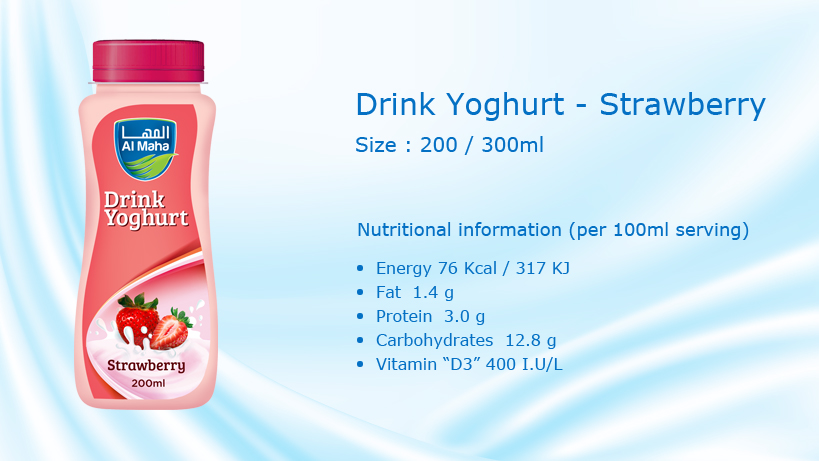 المها
Al Maha
Drink
Yoghurt
Strawberry
200ml
Drink Yoghurt - Strawberry
Size : 200 / 300ml
Nutritional information (per 100ml serving)
• Energy 76 Kcal / 317 KJ
• Fat  1.4 g
• Protein  3.0 g
• Carbohydrates  12.8 g
• Vitamin “D3” 400 I.U/L